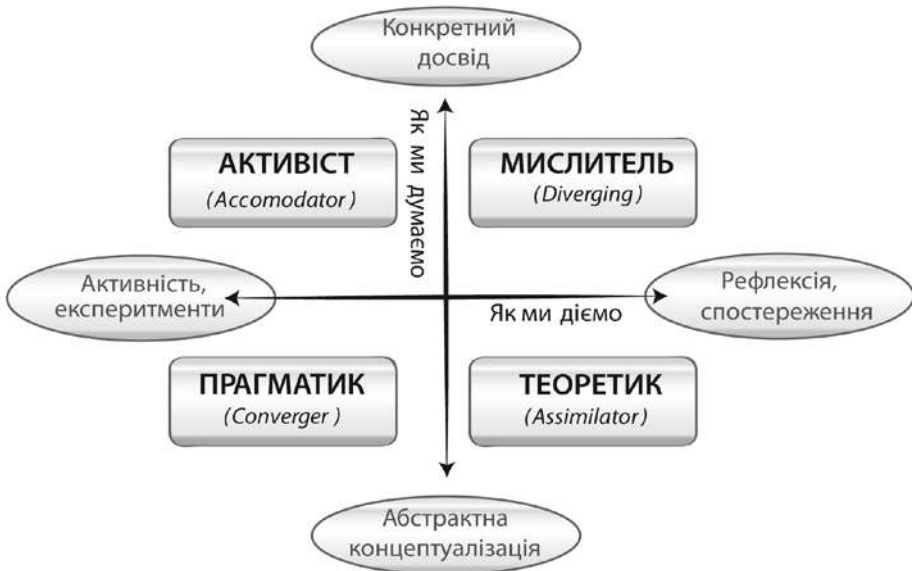 Конкретний
досвід
Як ми думаємо
АКТИВІСТ
(Accomodator)
МИСЛИТЕЛЬ
(Diverging)
Активність,
експеритменти
Рефлексія,
спостереження
Як ми діємо
ПРАГМАТИК
(Converger)
ТЕОРЕТИК
(Assimilator)
Абстрактна
концептуалізація